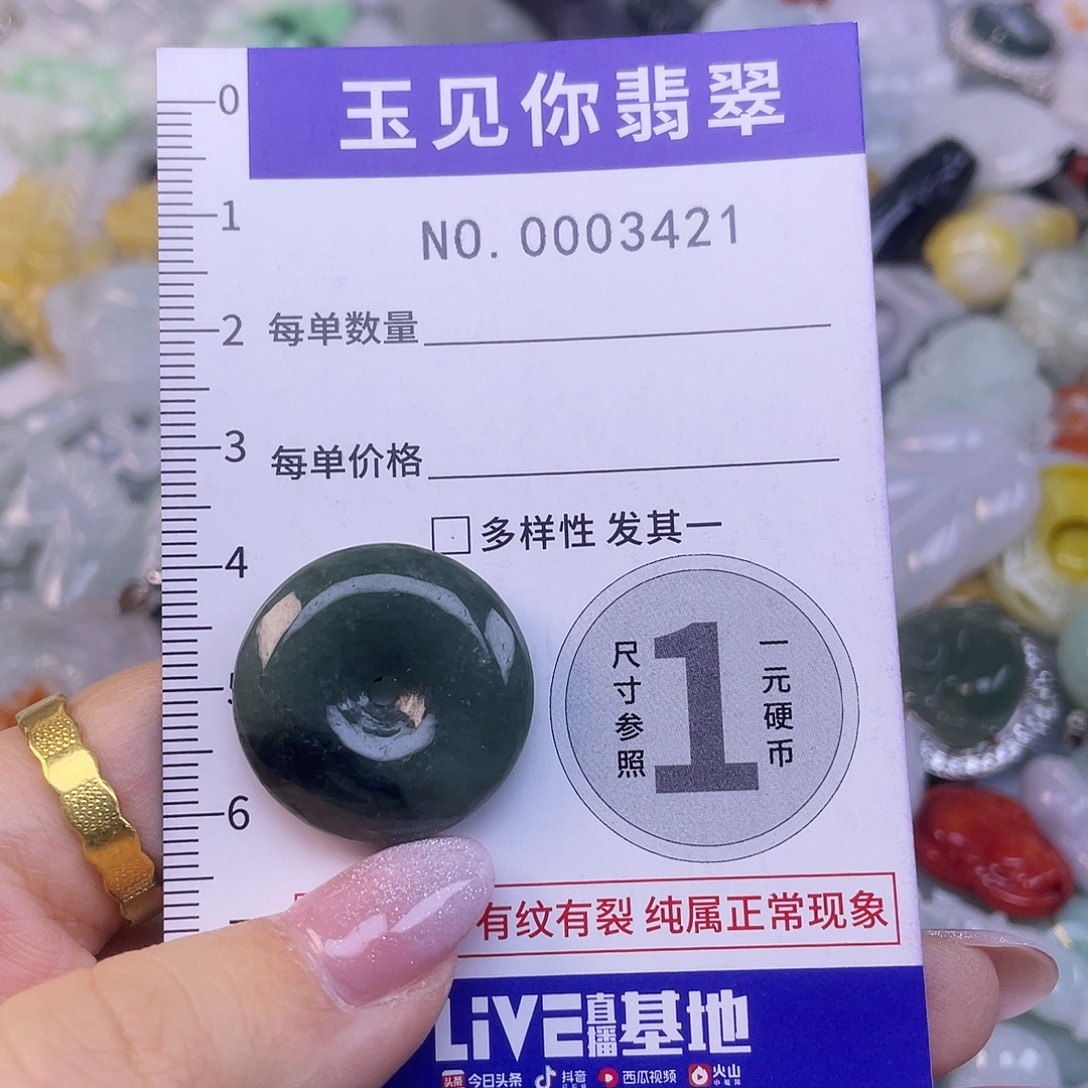 玉见你翡翠
NO.0003421
0
1
2
3
4
6
每单数量
每单价格
□多样性 发其一
尺寸参照
1
一元硬币
有纹有裂 纯属正常现象
LiVE直播基地
头条 今日头条 抖音 西瓜视频 火山